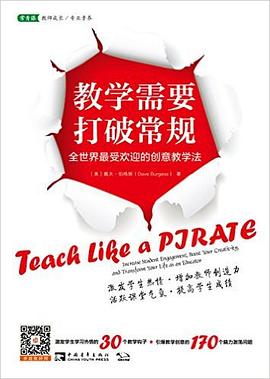 常青藤 教师成长/专业素养
教学需要
打破常规
全世界最受欢迎的创意教学法
[美] 戴夫·伯格斯 (Dave Burgess) 著
Teach Like a PIRATE
Increase Student Engagement, Boost Your Creativity,
and Transform Your Life as an Educator
激发学生热情·增加教师创造力
活跃课堂气氛·提高学生成绩
激发学生学习热情的30个教学钩子 引爆教学创意的170个脑力激荡问题
中国青年出版社